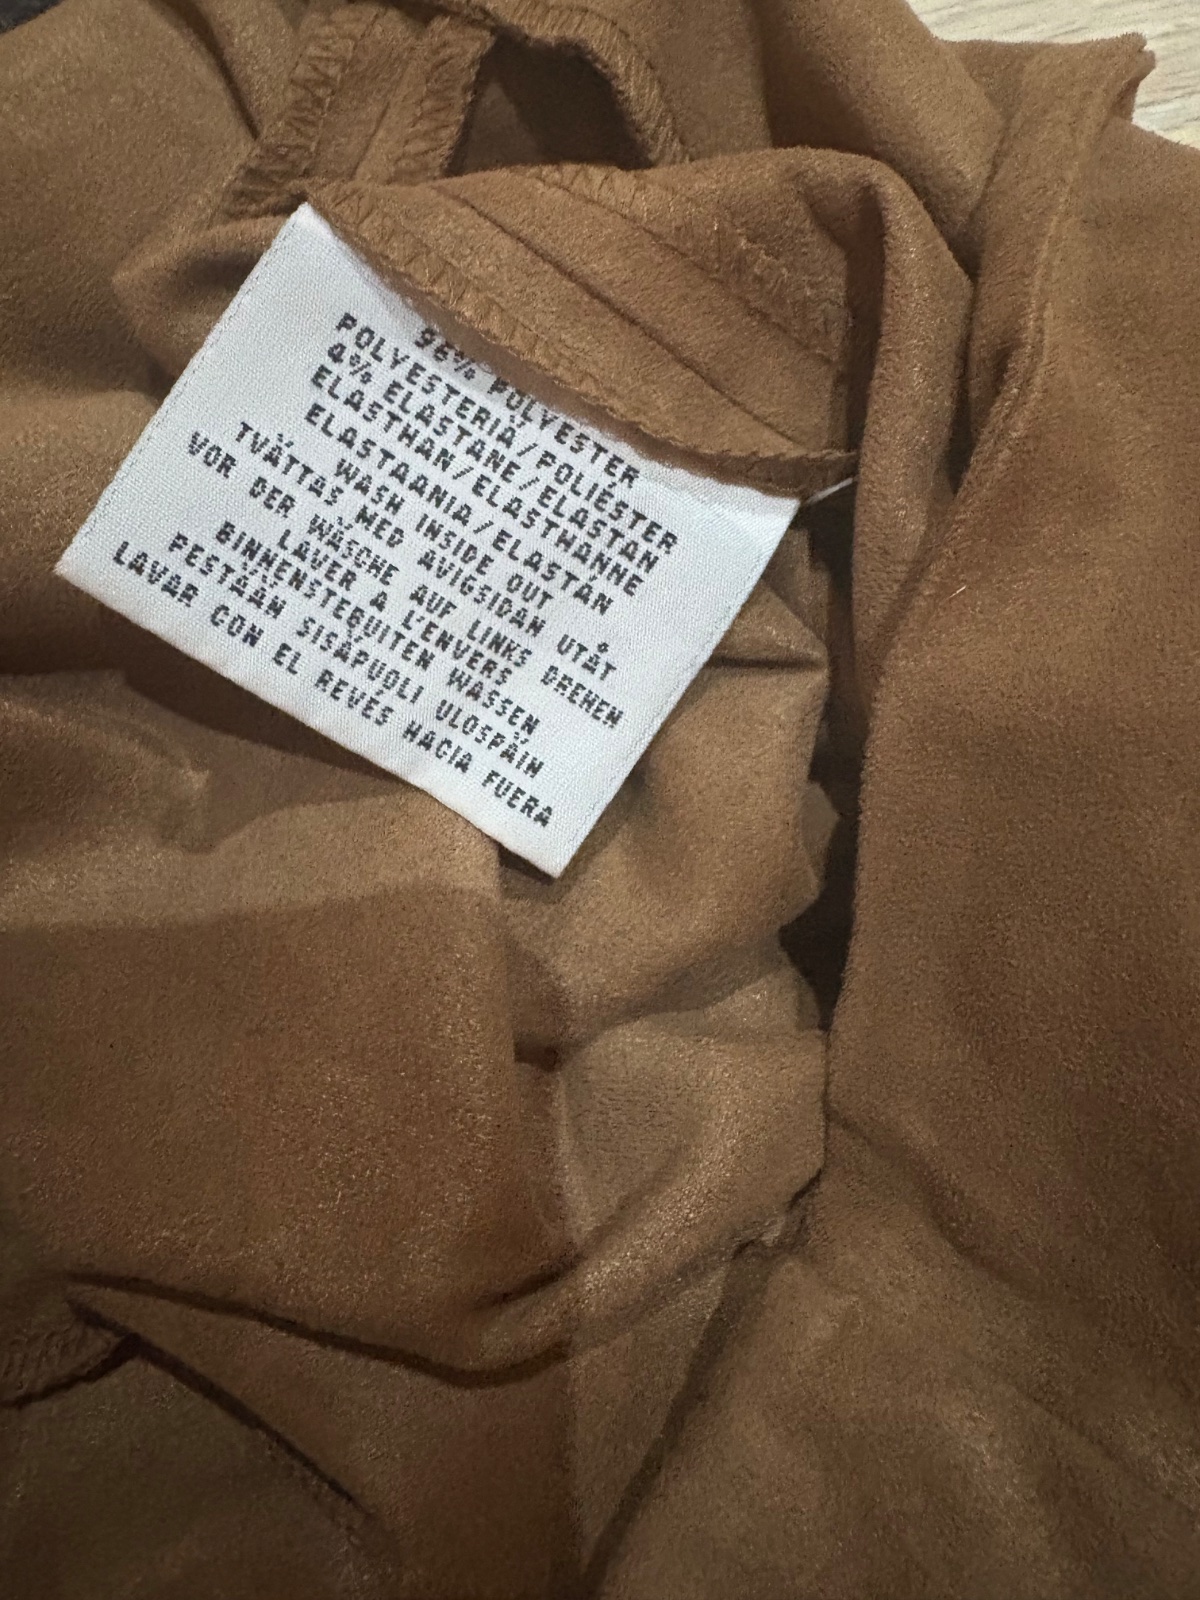 96% POLYESTER
POLYESTERIÄ/POLIÉSTER
4% ELASTANE/ELASTAN
ELASTHAN/ELASTHANNE
ELASTAANIA/ELASTÁN
WASH INSIDE OUT
TVÄTTAS MED AVIGSIDAN UTÅT
VOR DER WÄSCHE AUF LINKS DREHEN
LAVER A L'ENVERS
BINNENSTEBUITEN WASSEN
PESTÄÄN SISÄPUOLI ULOSPÄIN
LAVAR CON EL REVÉS HACIA FUERA